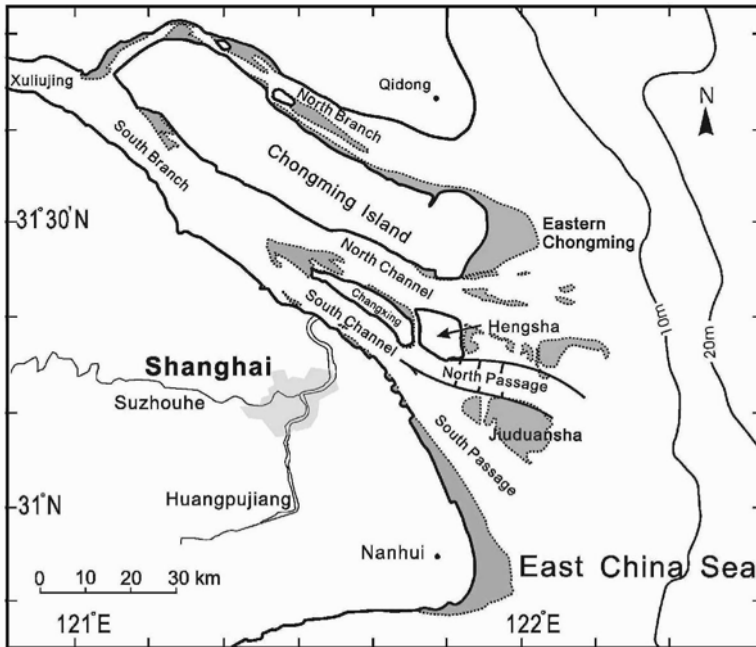 Xuliujing
Qidong
North Branch
N
South Branch
Chongming Island
31°30'N
Eastern
Chongming
North Channel
Changxing
South Channel
Hengsha
10m
20m
Shanghai
North Passage
Suzhouhe
Jiuduansha
South Passage
Huangpujiang
31°N
Nanhui
East China Sea
0 10 20 30 km
121°E
122°E